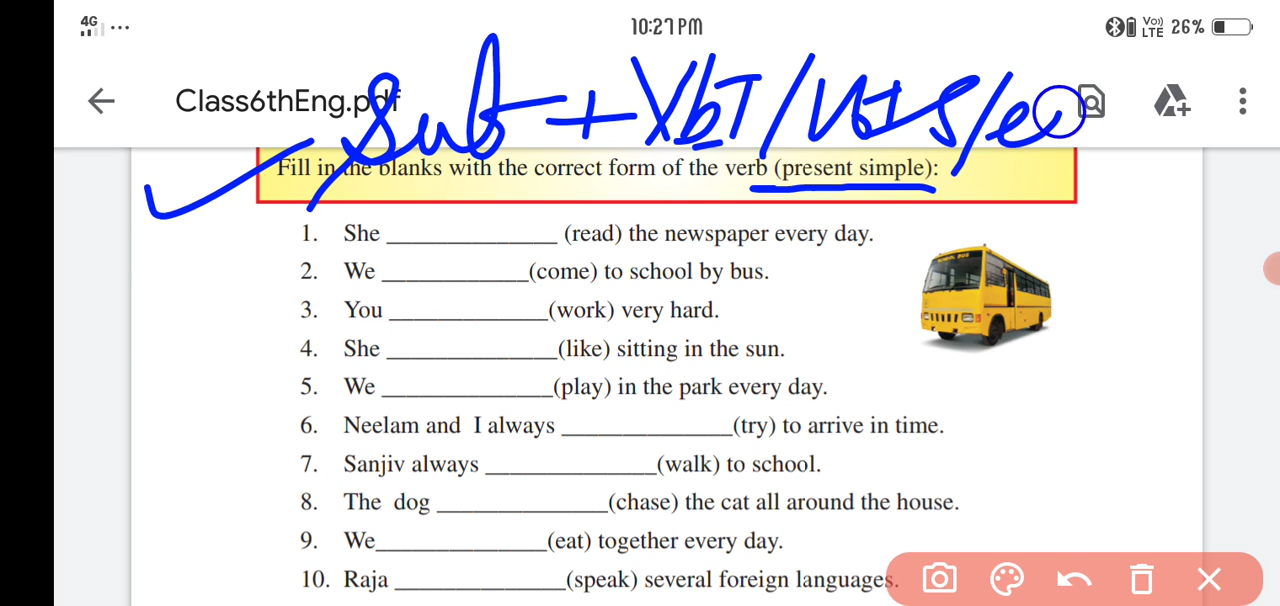 4G ... 10:27 PM Vo)) LTE 26%
Class6thEng.pdf
Sub +
Fill in the blanks with the correct form of the verb (present simple):
1. She ______________ (read) the newspaper every day.
2. We ____________(come) to school by bus.
SCHOOL BUS
3. You _____________(work) very hard.
4. She ______________(like) sitting in the sun.
5. We ______________(play) in the park every day.
6. Neelam and I always ______________(try) to arrive in time.
7. Sanjiv always ______________(walk) to school.
8. The dog ______________(chase) the cat all around the house.
9. We______________(eat) together every day.
10. Raja ______________(speak) several foreign languages.